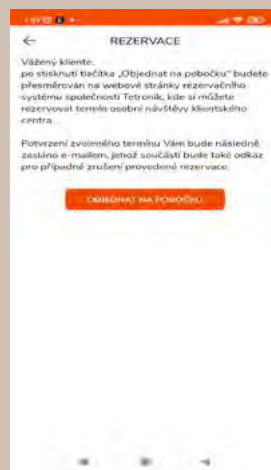 REZERVACE
Vážený kliente,
po stisknutí tlačítka „Objednat na pobočku" budete
přesměrován na webové stránky rezervačního
systému společnosti Tetronik, kde si můžete
rezervovat termín osobní návštěvy klientského
centra.
Potvrzení zvoleného termínu Vám bude následně
zasláno e-mailem, jehož součástí bude také odkaz
pro případné zrušení provedené rezervace.
OBJEDNAT NA POBOČKU